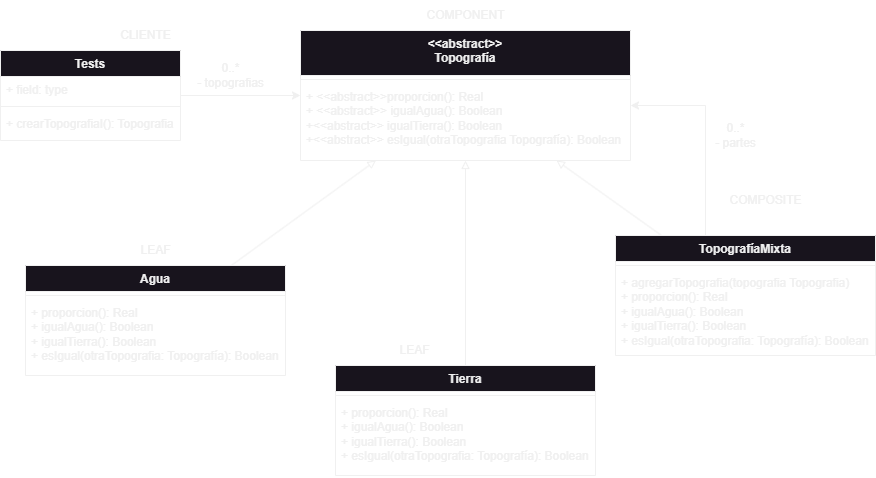 COMPONENT
CLIENTE
<<abstract>>
Topografía
Tests
+ field: type
+ crearTopografiaI(): Topografía
0..*
- topografias
+ <<abstract>>proporcion(): Real
+ <<abstract>> igualAgua(): Boolean
+<<abstract>> igualTierra(): Boolean
+<<abstract>> esIgual(otraTopografia Topografía): Boolean
0..*
- partes
COMPOSITE
TopografíaMixta
+ agregarTopografia(topografia Topografia)
+ proporcion(): Real
+ igualAgua(): Boolean
+ igualTierra(): Boolean
+ esIgual(otraTopografia: Topografía): Boolean
LEAF
Agua
+ proporcion(): Real
+ igualAgua(): Boolean
+ igualTierra(): Boolean
+ esIgual(otraTopografia: Topografía): Boolean
LEAF
Tierra
+ proporcion(): Real
+ igualAgua(): Boolean
+ igualTierra(): Boolean
+ esIgual(otraTopografia: Topografía): Boolean